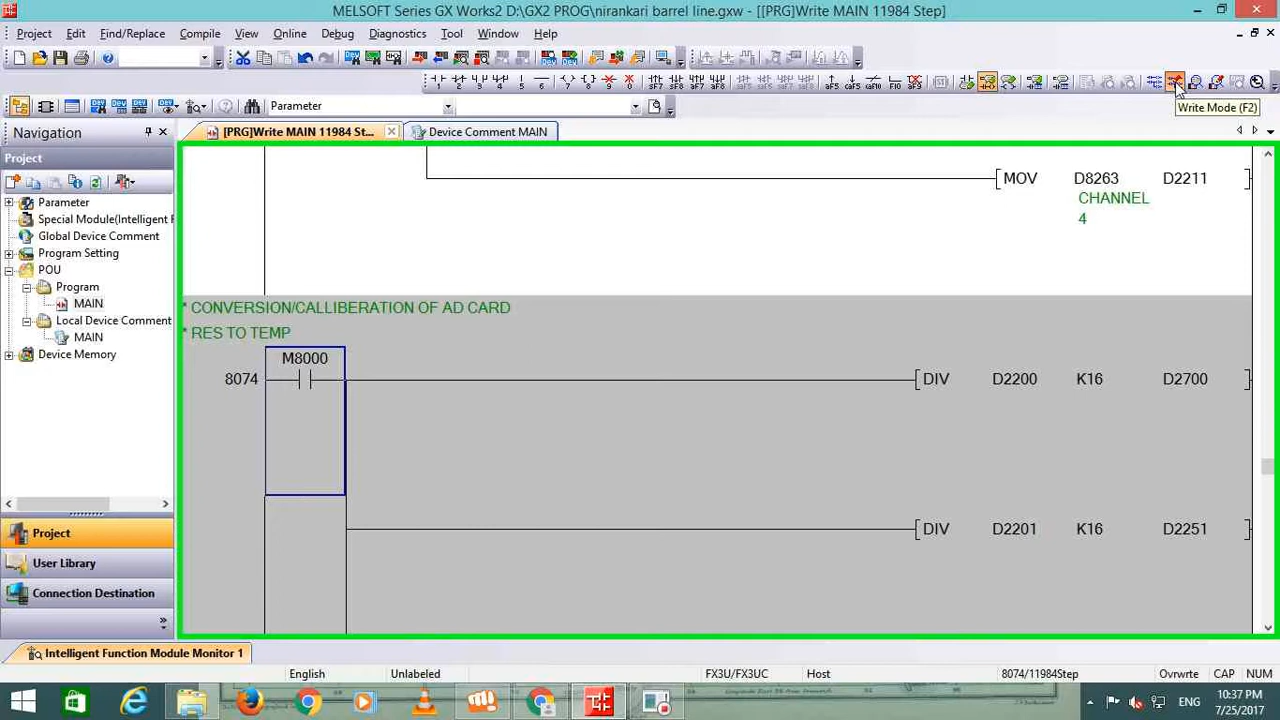 MELSOFT Series GX Works2 D:\GX2 PROG\nirankari barrel line.gxw - [[PRG]Write MAIN 11984 Step]
Project Edit Find/Replace Compile View Online Debug Diagnostics Tool Window Help
Parameter
Write Mode (F2)
Navigation
[PRG]Write MAIN 11984 St...
Device Comment MAIN
Project
Parameter
Special Module(Intelligent F
Global Device Comment
Program Setting
POU
Program
MAIN
Local Device Comment
MAIN
Device Memory
Project
User Library
Connection Destination
MOV D8263 D2211
CHANNEL
4
* CONVERSION/CALLIBERATION OF AD CARD
* RES TO TEMP
M8000
8074 DIV D2200 K16 D2700
DIV D2201 K16 D2251
Intelligent Function Module Monitor 1
English Unlabeled FX3U/FX3UC Host 8074/11984Step Ovrwrte CAP NUM
ENG
10:37 PM
7/25/2017